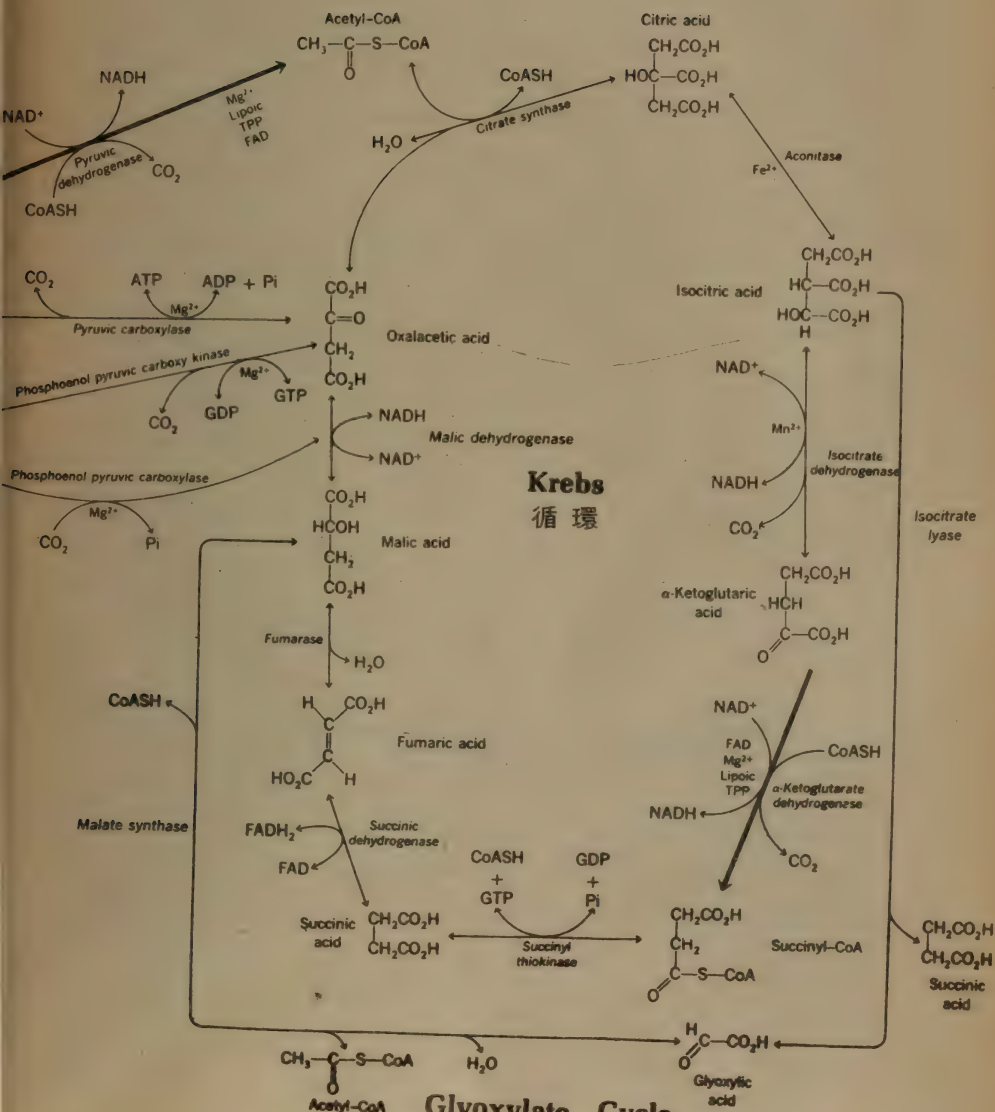 Acetyl-CoA
CH₃—C—S—CoA
O
Citric acid
CH₂CO₂H
HOC—CO₂H
CH₂CO₂H
NADH
NAD⁺
Mg²⁺
Lipoic
TPP
FAD
Pyruvic
dehydrogenase
CO₂
CoASH
CoASH
H₂O
Citrate synthase
Fe²⁺
Aconitase
CO₂
ATP
ADP + Pi
Mg²⁺
Pyruvic carboxylase
Phosphoenol pyruvic carboxy kinase
Mg²⁺
CO₂
GDP
GTP
CO₂H
C=O
CH₂
CO₂H
Oxalacetic acid
Isocitric acid
CH₂CO₂H
HC—CO₂H
HOC—CO₂H
H
NADH
NAD⁺
Malic dehydrogenase
Phosphoenol pyruvic carboxylase
Mg²⁺
CO₂
Pi
Krebs
循環
NAD⁺
Mn²⁺
NADH
CO₂
Isocitrate
dehydrogenase
Isocitrate
lyase
CO₂H
HCOH
CH₂
CO₂H
Malic acid
α-Ketoglutaric
acid
CH₂CO₂H
HCH
C—CO₂H
O
Fumarase
H₂O
CoASH
H
CO₂H
C
C
HO₂C
H
Fumaric acid
NAD⁺
FAD
Mg²⁺
Lipoic
TPP
CoASH
α-Ketoglutarate
dehydrogenase
NADH
CO₂
Malate synthase
FADH₂
FAD
Succinic
dehydrogenase
CoASH
+
GTP
GDP
+
Pi
Succinic
acid
CH₂CO₂H
CH₂CO₂H
Succinyl
thiokinase
CH₂CO₂H
CH₂
C—S—CoA
O
Succinyl-CoA
CH₂CO₂H
CH₂CO₂H
Succinic
acid
CH₃—C—S—CoA
O
Acetyl-CoA
H₂O
H
C—CO₂H
O
Glyoxylic
acid
Glyoxylate Cycle